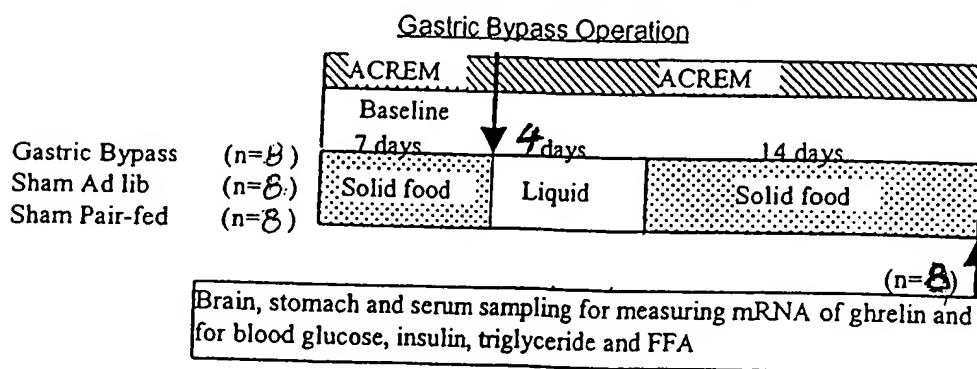 Gastric Bypass Operation
ACREM ACREM
Baseline
7 days 4 days 14 days
Gastric Bypass (n=8)
Sham Ad lib (n=8)
Sham Pair-fed (n=8)
Solid food Liquid Solid food
(n=8)
Brain, stomach and serum sampling for measuring mRNA of ghrelin and
for blood glucose, insulin, triglyceride and FFA